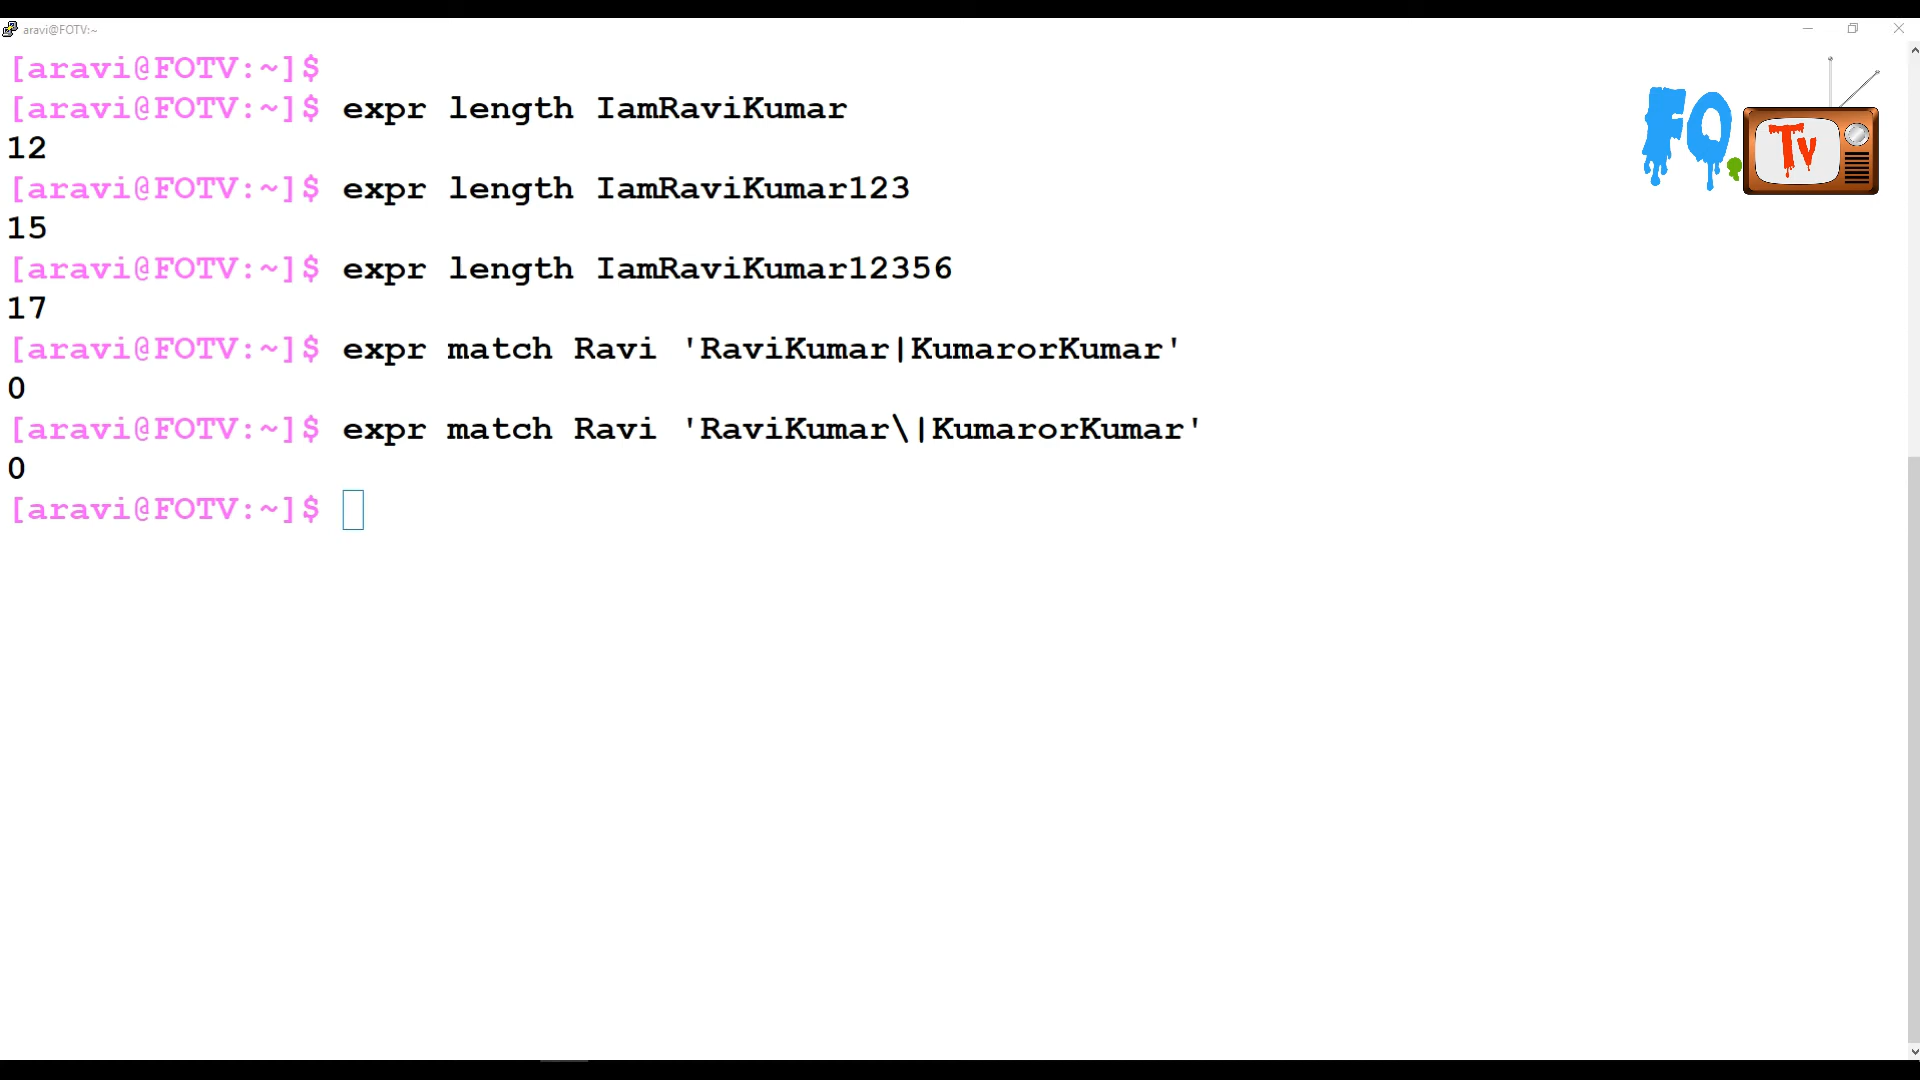 aravi@FOTV:~
[aravi@FOTV:~]$
[aravi@FOTV:~]$ expr length IamRaviKumar
12
[aravi@FOTV:~]$ expr length IamRaviKumar123
15
[aravi@FOTV:~]$ expr length IamRaviKumar12356
17
[aravi@FOTV:~]$ expr match Ravi 'RaviKumar|KumarorKumar'
0
[aravi@FOTV:~]$ expr match Ravi 'RaviKumar\|KumarorKumar'
0
[aravi@FOTV:~]$
FO.
Tv